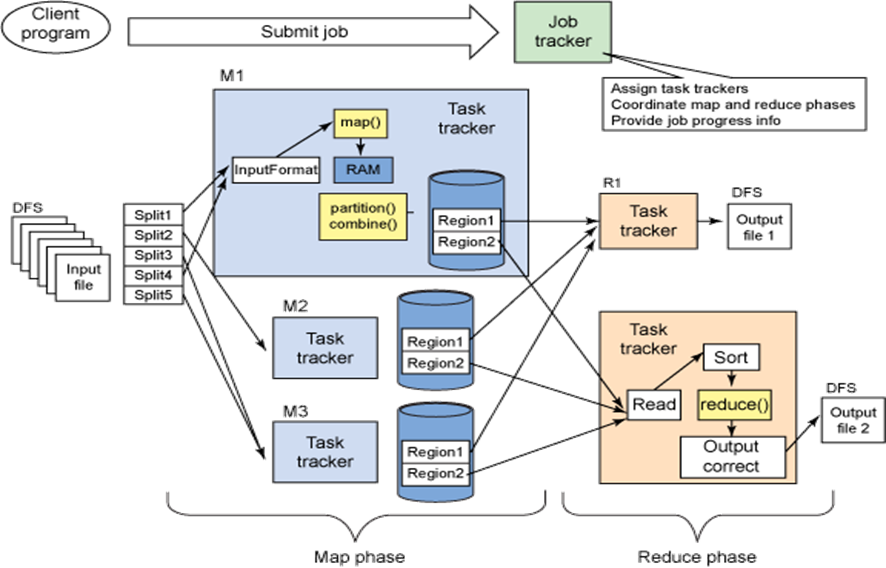 Client
program
Submit job
Job
tracker
Assign task trackers
Coordinate map and reduce phases
Provide job progress info
M1
Task
tracker
map()
InputFormat
RAM
partition()
combine()
Region1
Region2
DFS
Input
file
Split1
Split2
Split3
Split4
Split5
M2
Task
tracker
Region1
Region2
M3
Task
tracker
Region1
Region2
R1
Task
tracker
DFS
Output
file 1
Task
tracker
Sort
Read
reduce()
Output
correct
DFS
Output
file 2
Map phase
Reduce phase